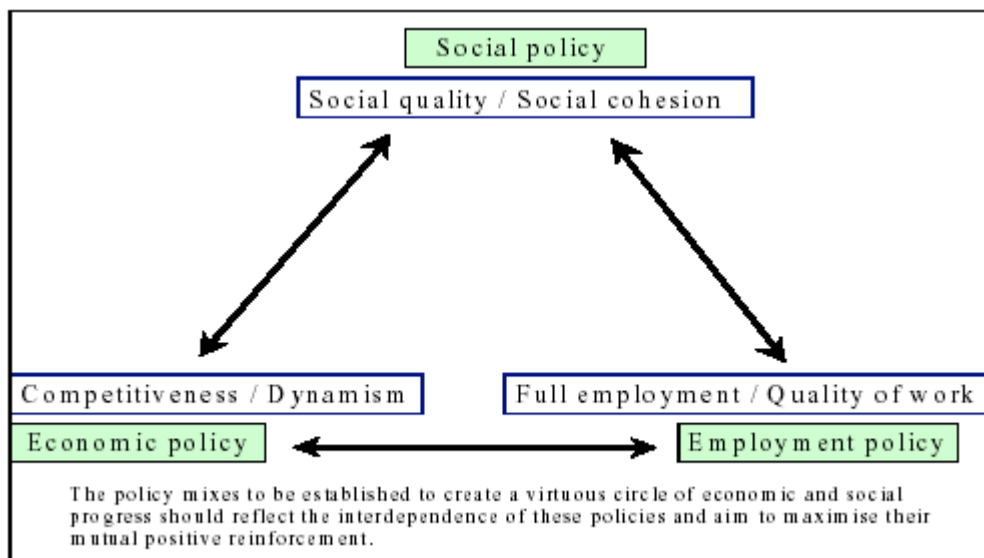 Social policy
Social quality / Social cohesion
Competitiveness / Dynamism
Full employment / Quality of work
Economic policy
Employment policy
The policy mixes to be established to create a virtuous circle of economic and social
progress should reflect the interdependence of these policies and aim to maximise their
mutual positive reinforcement.